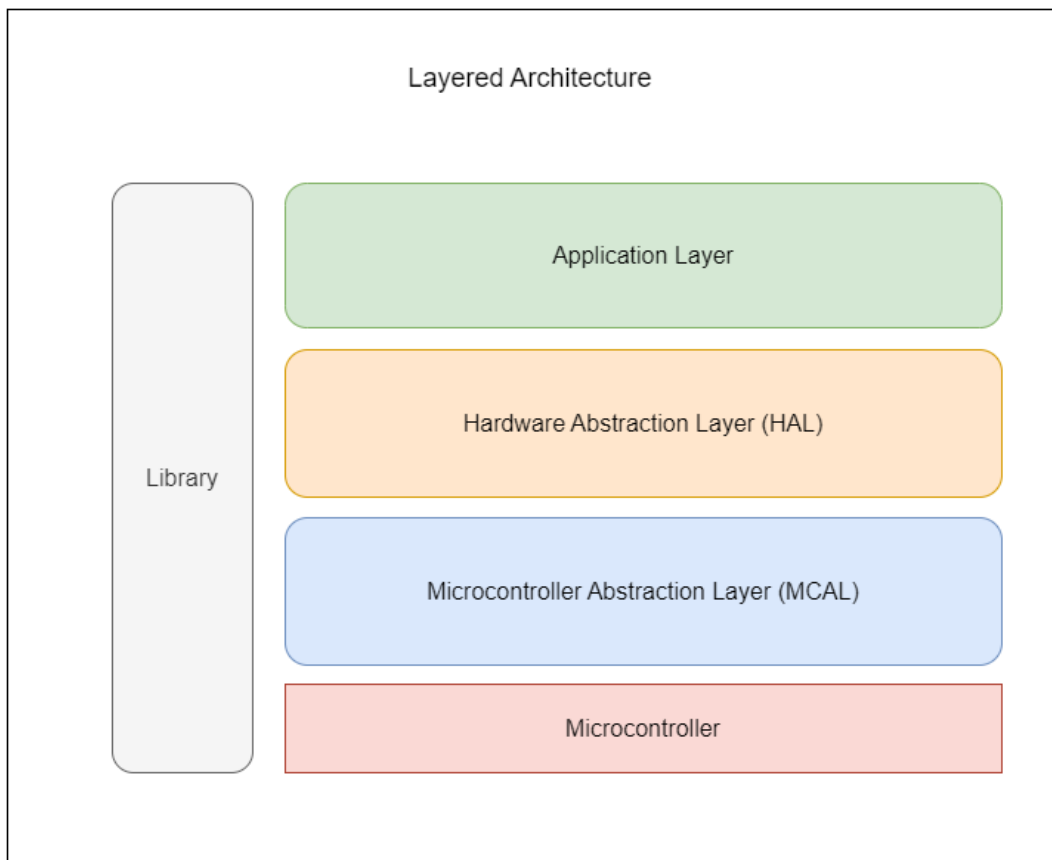 Layered Architecture
Library
Application Layer
Hardware Abstraction Layer (HAL)
Microcontroller Abstraction Layer (MCAL)
Microcontroller